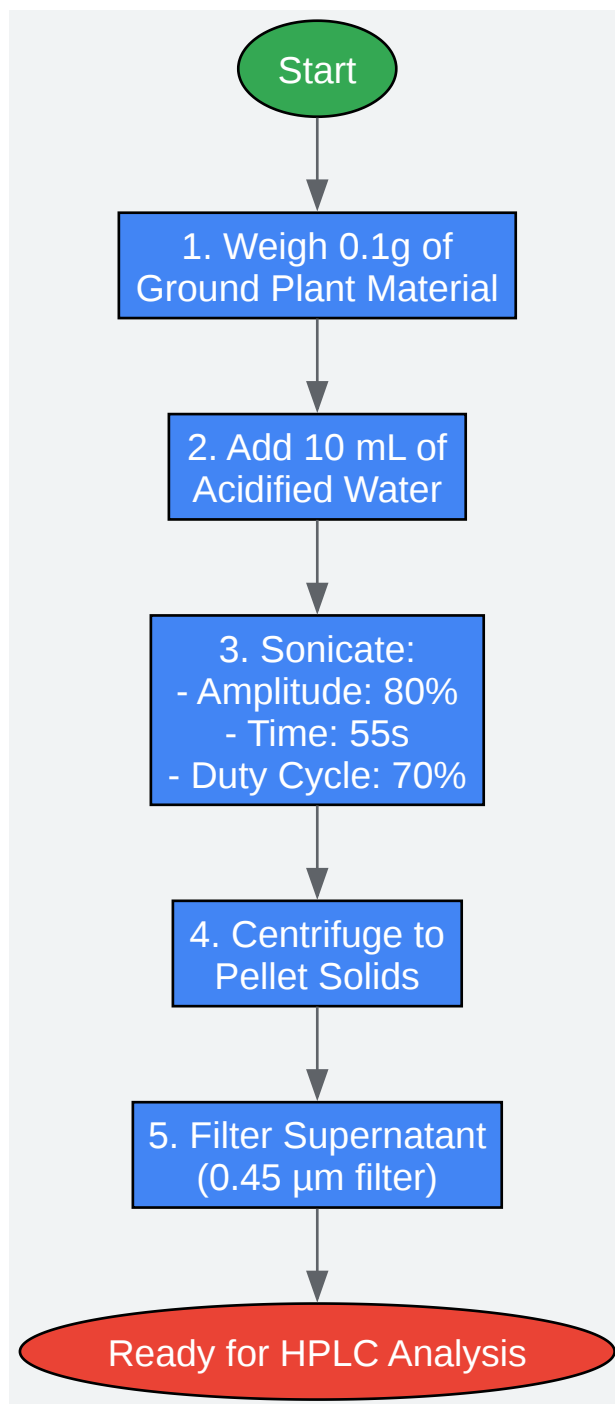 Start
1. Weigh 0.1g of
Ground Plant Material
2. Add 10 mL of
Acidified Water
3. Sonicate:
- Amplitude: 80%
- Time: 55s
- Duty Cycle: 70%
4. Centrifuge to
Pellet Solids
5. Filter Supernatant
(0.45 µm filter)
Ready for HPLC Analysis